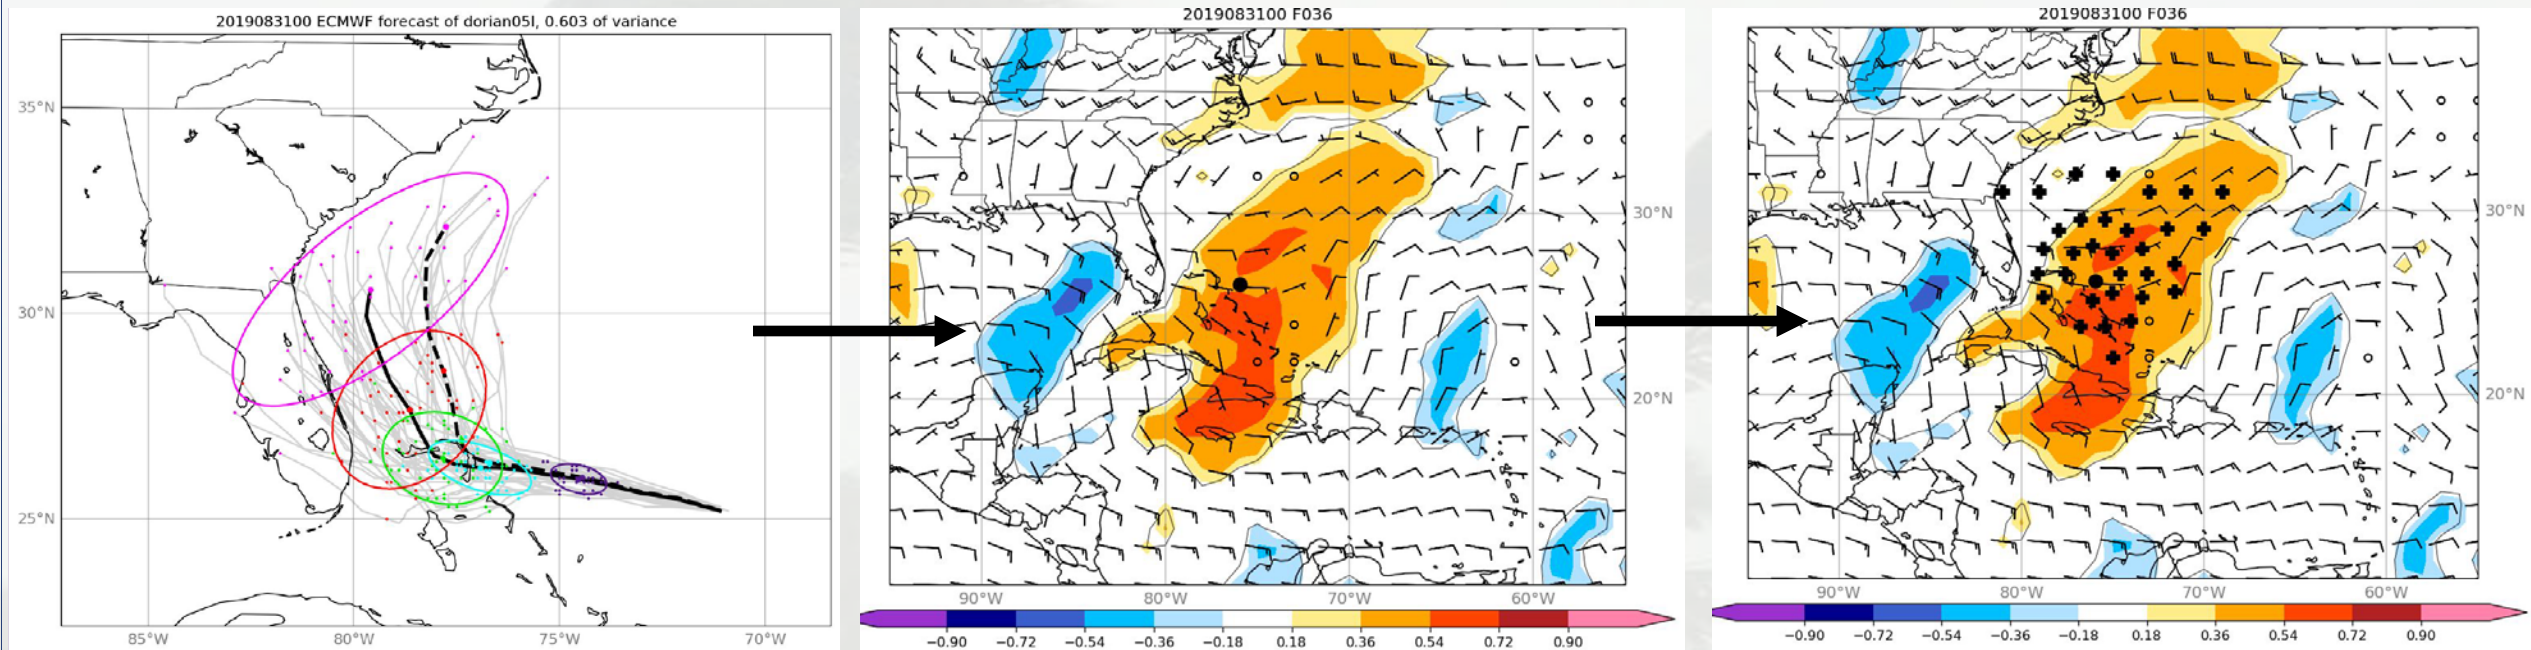 2019083100 ECMWF forecast of dorian05l, 0.603 of variance
35°N
30°N
25°N
85°W 80°W 75°W 70°W
2019083100 F036
30°N
20°N
90°W 80°W 70°W 60°W
−0.90 −0.72 −0.54 −0.36 −0.18 0.18 0.36 0.54 0.72 0.90
2019083100 F036
30°N
20°N
90°W 80°W 70°W 60°W
−0.90 −0.72 −0.54 −0.36 −0.18 0.18 0.36 0.54 0.72 0.90